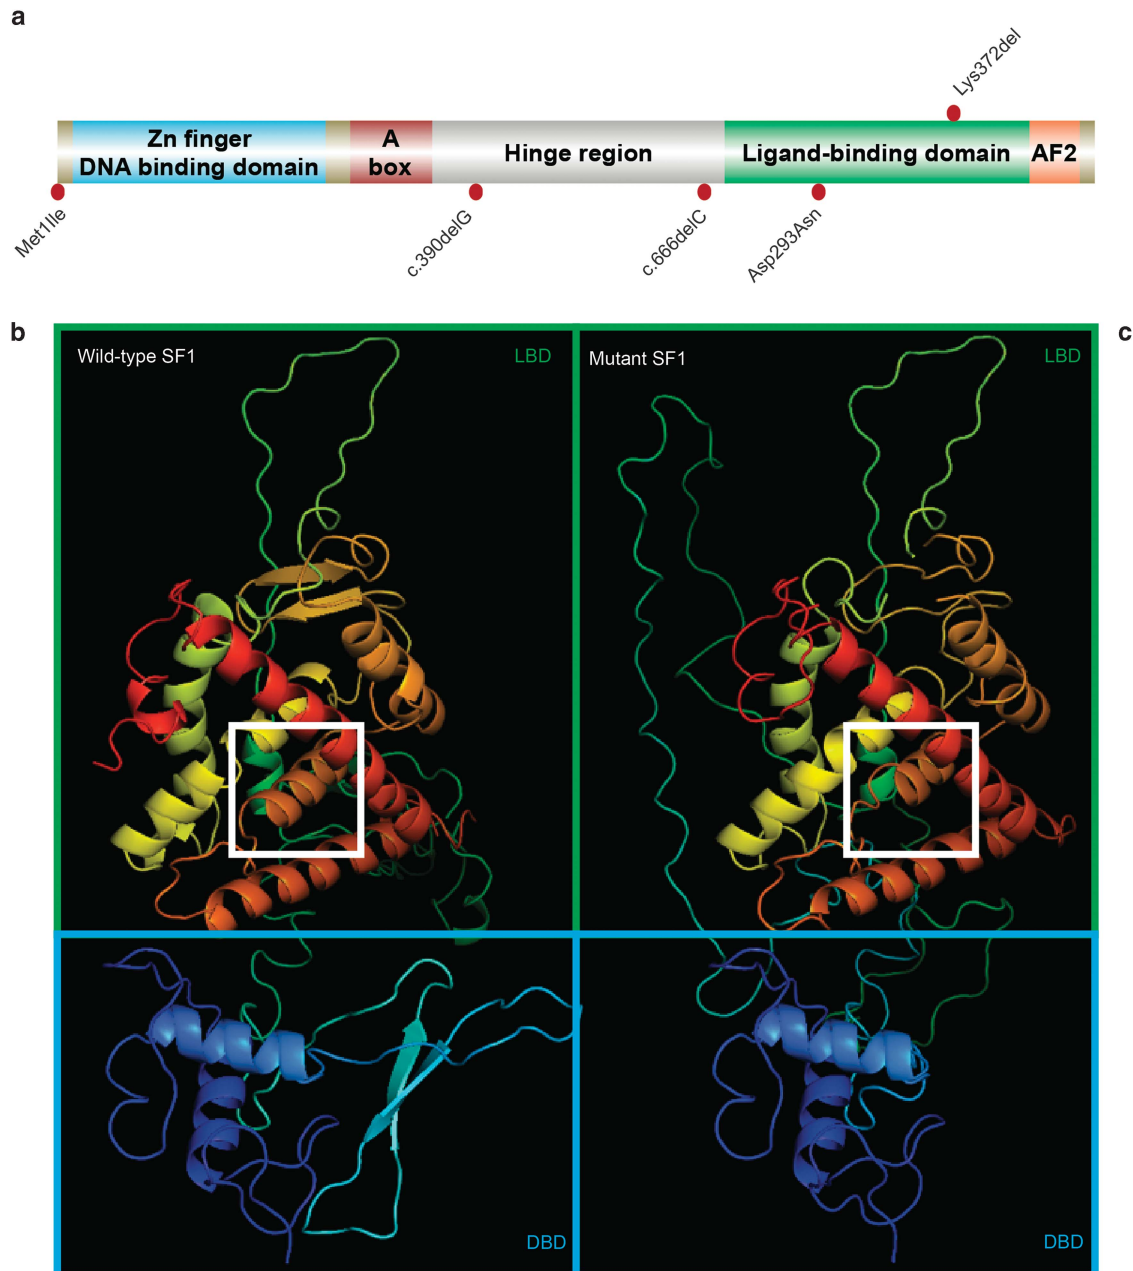 a
Lys372del
Zn finger
DNA binding domain
A
box
Hinge region
Ligand-binding domain
AF2
Met1Ile
c.390delG
c.666delC
Asp293Asn
b
c
Wild-type SF1
LBD
Mutant SF1
LBD
DBD
DBD